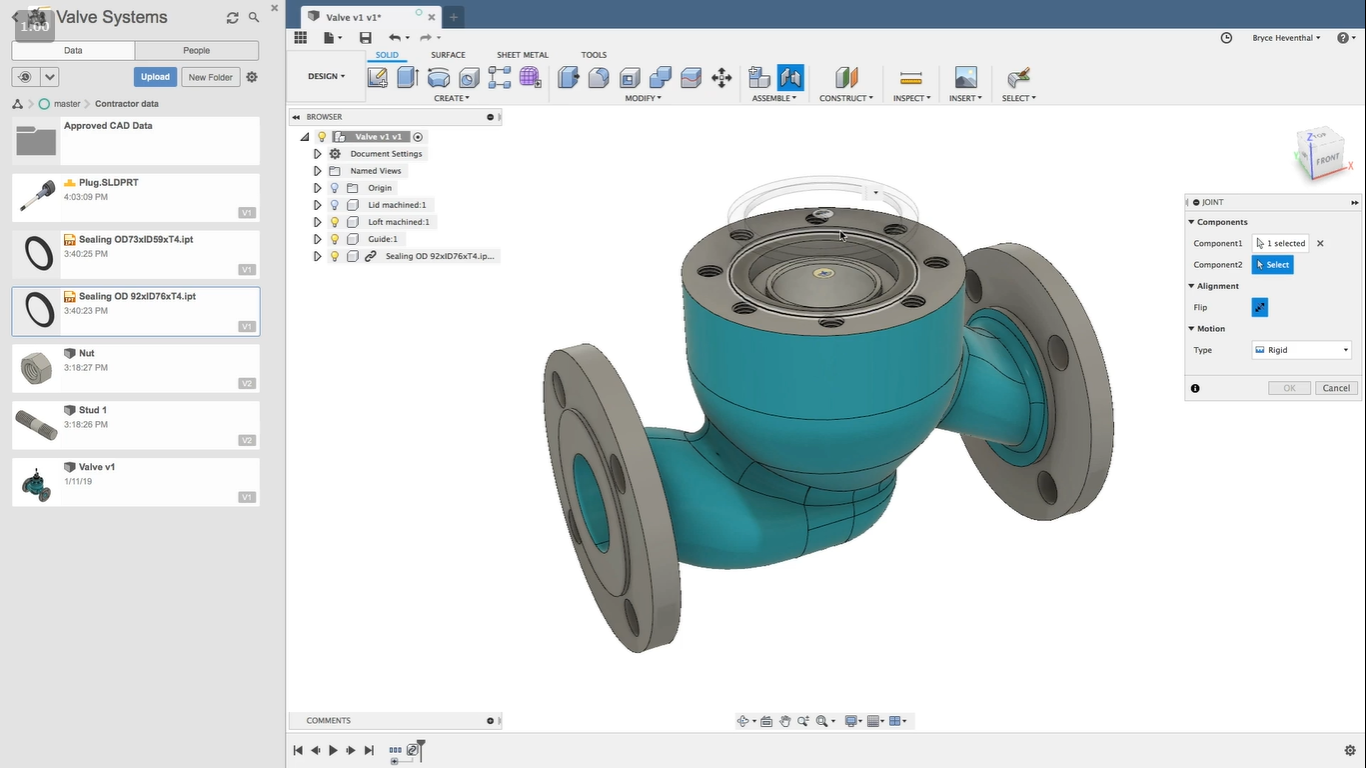 1:00
Valve Systems
Data
People
Upload
New Folder
master
Contractor data
Approved CAD Data
Plug.SLDPRT
4:03:09 PM
V1
Sealing OD73xID59xT4.ipt
3:40:25 PM
V1
Sealing OD 92xID76xT4.ipt
3:40:23 PM
V1
Nut
3:18:27 PM
V2
Stud 1
3:18:26 PM
V2
Valve v1
1/11/19
V1
Valve v1 v1*
Bryce Heventhal
SOLID
SURFACE
SHEET METAL
TOOLS
DESIGN
CREATE
MODIFY
ASSEMBLE
CONSTRUCT
INSPECT
INSERT
SELECT
BROWSER
Valve v1 v1
Document Settings
Named Views
Origin
Lid machined:1
Loft machined:1
Guide:1
Sealing OD 92xID76xT4.ip...
Z
TOP
FRONT
X
JOINT
Components
Component1
1 selected
Component2
Select
Alignment
Flip
Motion
Type
Rigid
OK
Cancel
COMMENTS